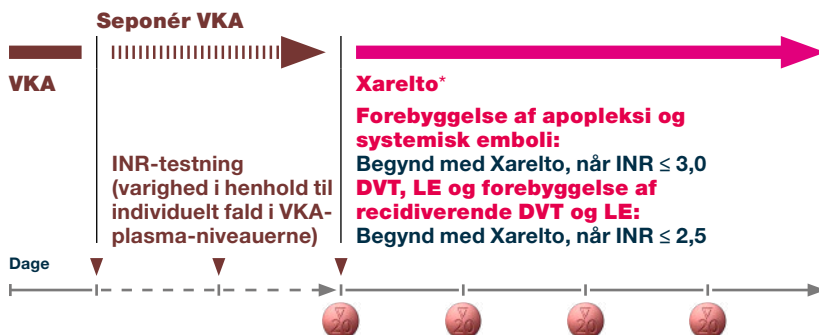 Seponér VKA
VKA
Xarelto*
Forebyggelse af apopleksi og
systemisk emboli:
Begynd med Xarelto, når INR ≤ 3,0
DVT, LE og forebyggelse af
recidiverende DVT og LE:
Begynd med Xarelto, når INR ≤ 2,5
INR-testning
(varighed i henhold til
individuelt fald i VKA-
plasma-niveauerne)
Dage
20
20
20
20